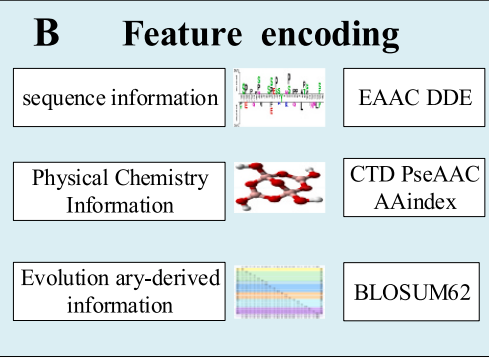 B Feature encoding
sequence information
EAAC DDE
Physical Chemistry
Information
CTD PseAAC
AAindex
Evolution ary-derived
information
BLOSUM62